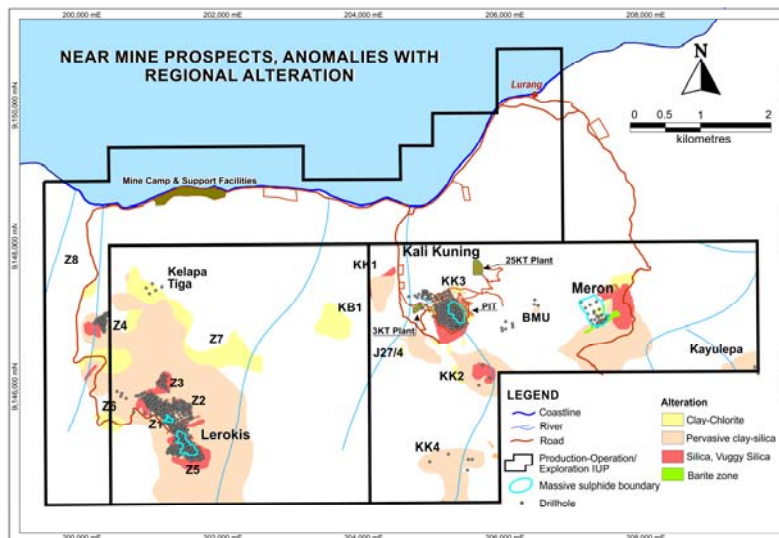 200,000 mE
202,000 mE
204,000 mE
206,000 mE
208,000 mE
NEAR MINE PROSPECTS, ANOMALIES WITH
REGIONAL ALTERATION
N
Lurang
9,150,000 mN
0 0.5 1 2
kilometres
Mine Camp & Support Facilities
9,148,000 mN
Z8
Kelapa
Tiga
Kali Kuning
25KT Plant
KK1
KK3
Meron
KB1
PIT
Z4
BMU
3KT Plant
Z7
J27/4
Kayulepa
9,146,000 mN
Z3
KK2
Z6
Z2
Z1
Lerokis
Z5
KK4
LEGEND
Coastline
River
Road
Production-Operation/
Exploration IUP
Massive sulphide boundary
Drillhole
Alteration
Clay-Chlorite
Pervasive clay-silica
Silica, Vuggy Silica
Barite zone
200,000 mE
202,000 mE
204,000 mE
206,000 mE
208,000 mE